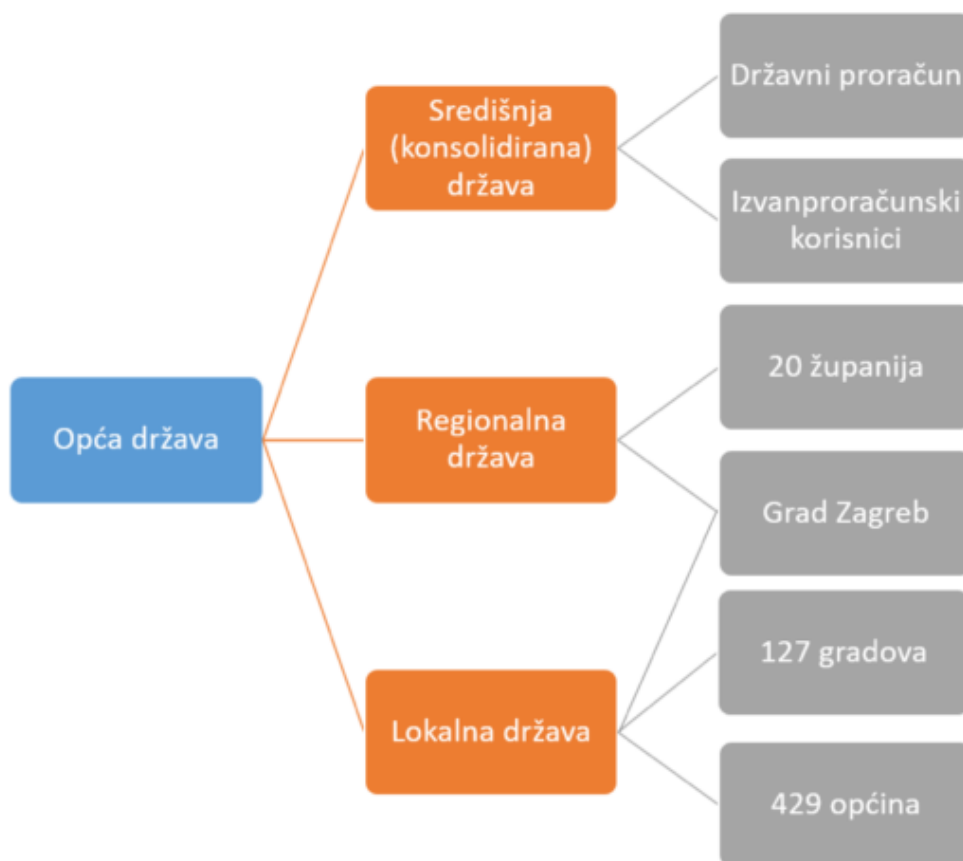 Državni proračun
Središnja
(konsolidirana)
država
Izvanproračunski
korisnici
20 županija
Opća država
Regionalna
država
Grad Zagreb
127 gradova
Lokalna država
429 općina